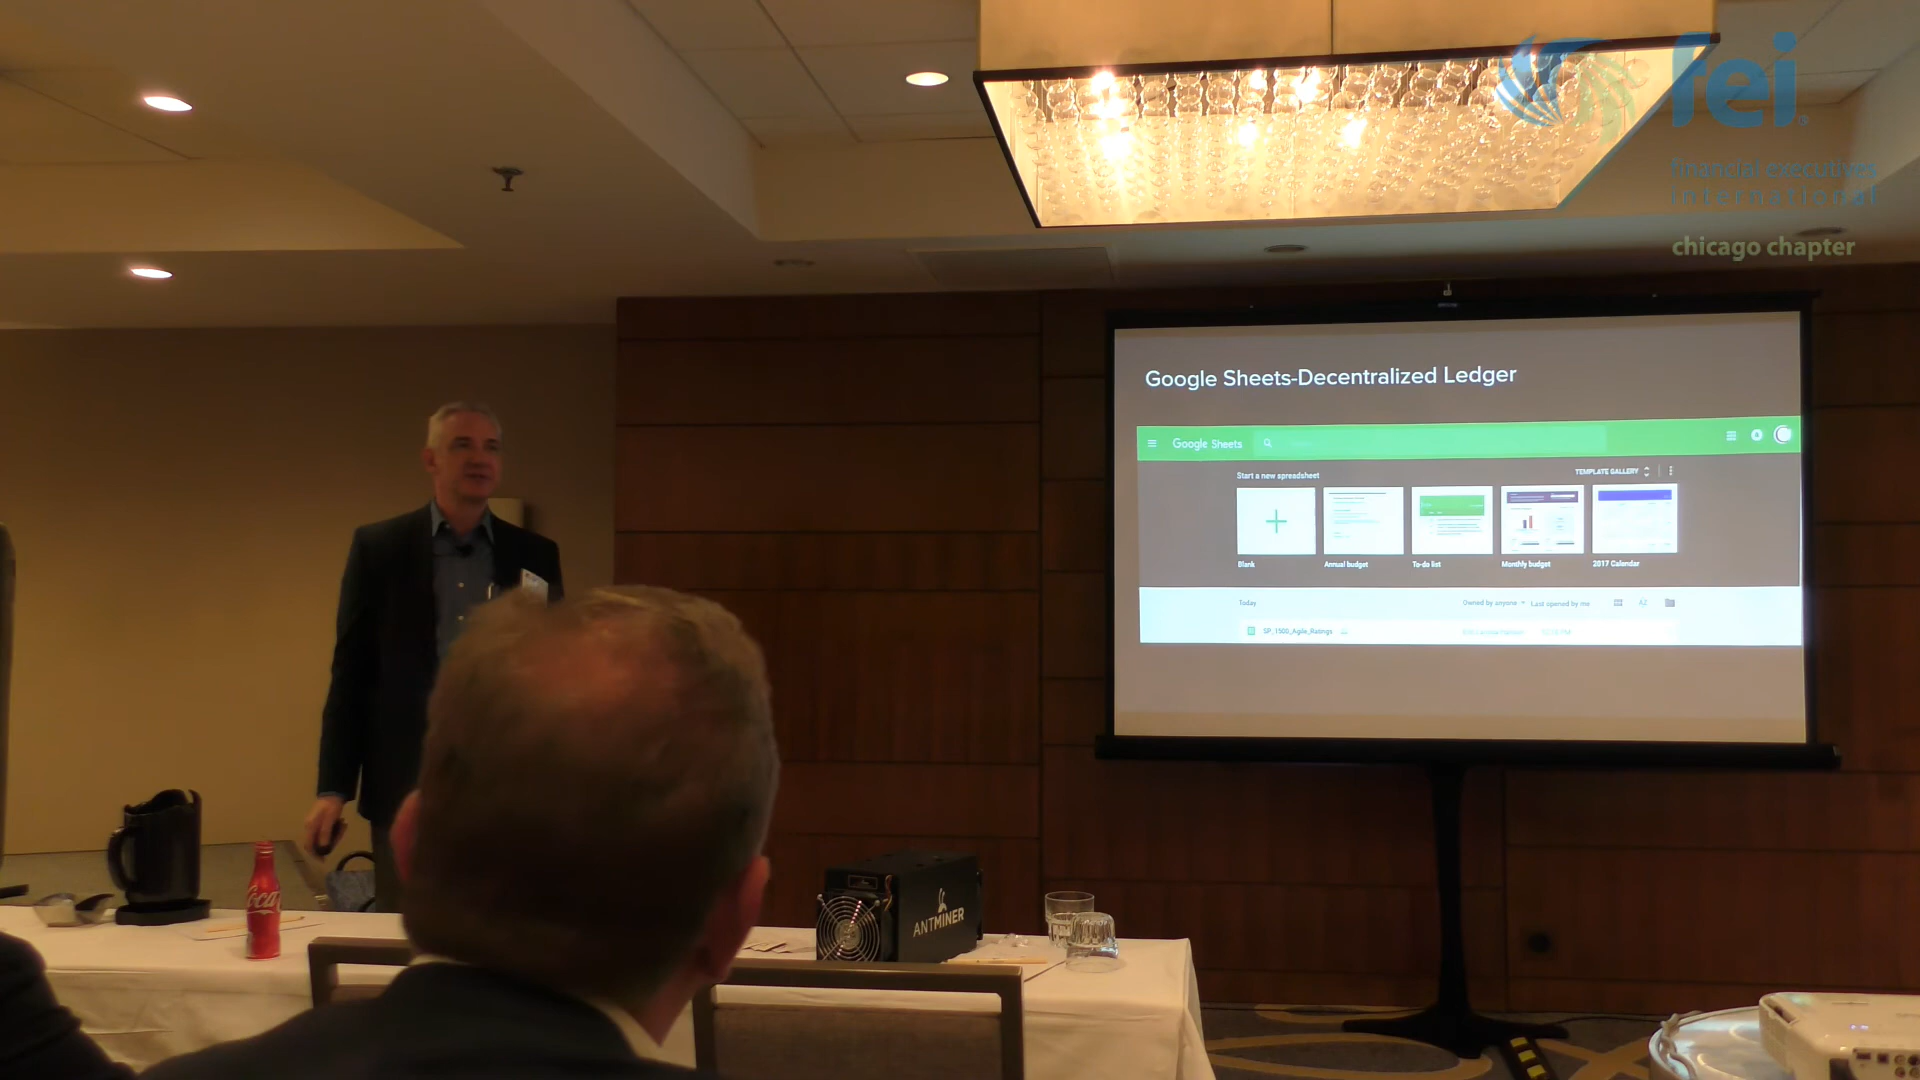 fei
financial executives
international
chicago chapter
Google Sheets-Decentralized Ledger
Google Sheets
Start a new spreadsheet
TEMPLATE GALLERY
Blank
Annual budget
To-do list
Monthly budget
2017 Calendar
Today
Owned by anyone
Last opened by me
SP_1500_Agile_Ratings
Coca
ANTMINER